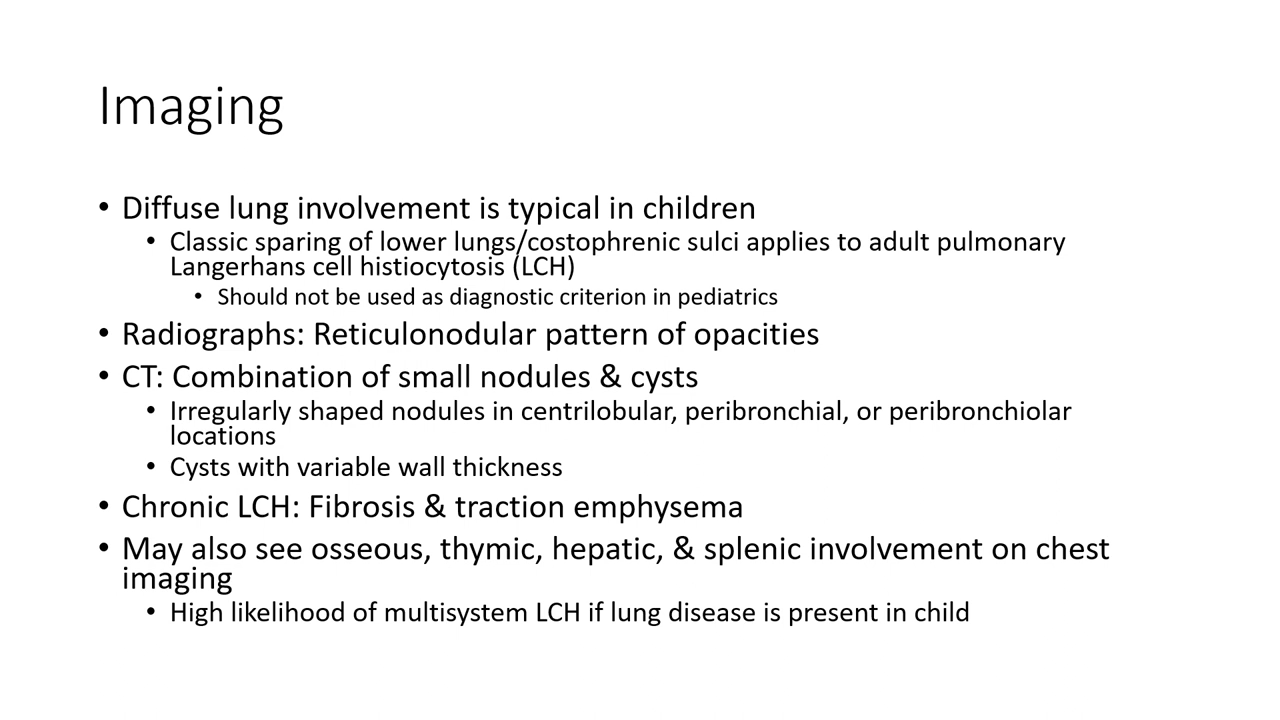 Imaging
• Diffuse lung involvement is typical in children
• Classic sparing of lower lungs/costophrenic sulci applies to adult pulmonary
Langerhans cell histiocytosis (LCH)
• Should not be used as diagnostic criterion in pediatrics
• Radiographs: Reticulonodular pattern of opacities
• CT: Combination of small nodules & cysts
• Irregularly shaped nodules in centrilobular, peribronchial, or peribronchiolar
locations
• Cysts with variable wall thickness
• Chronic LCH: Fibrosis & traction emphysema
• May also see osseous, thymic, hepatic, & splenic involvement on chest
imaging
• High likelihood of multisystem LCH if lung disease is present in child